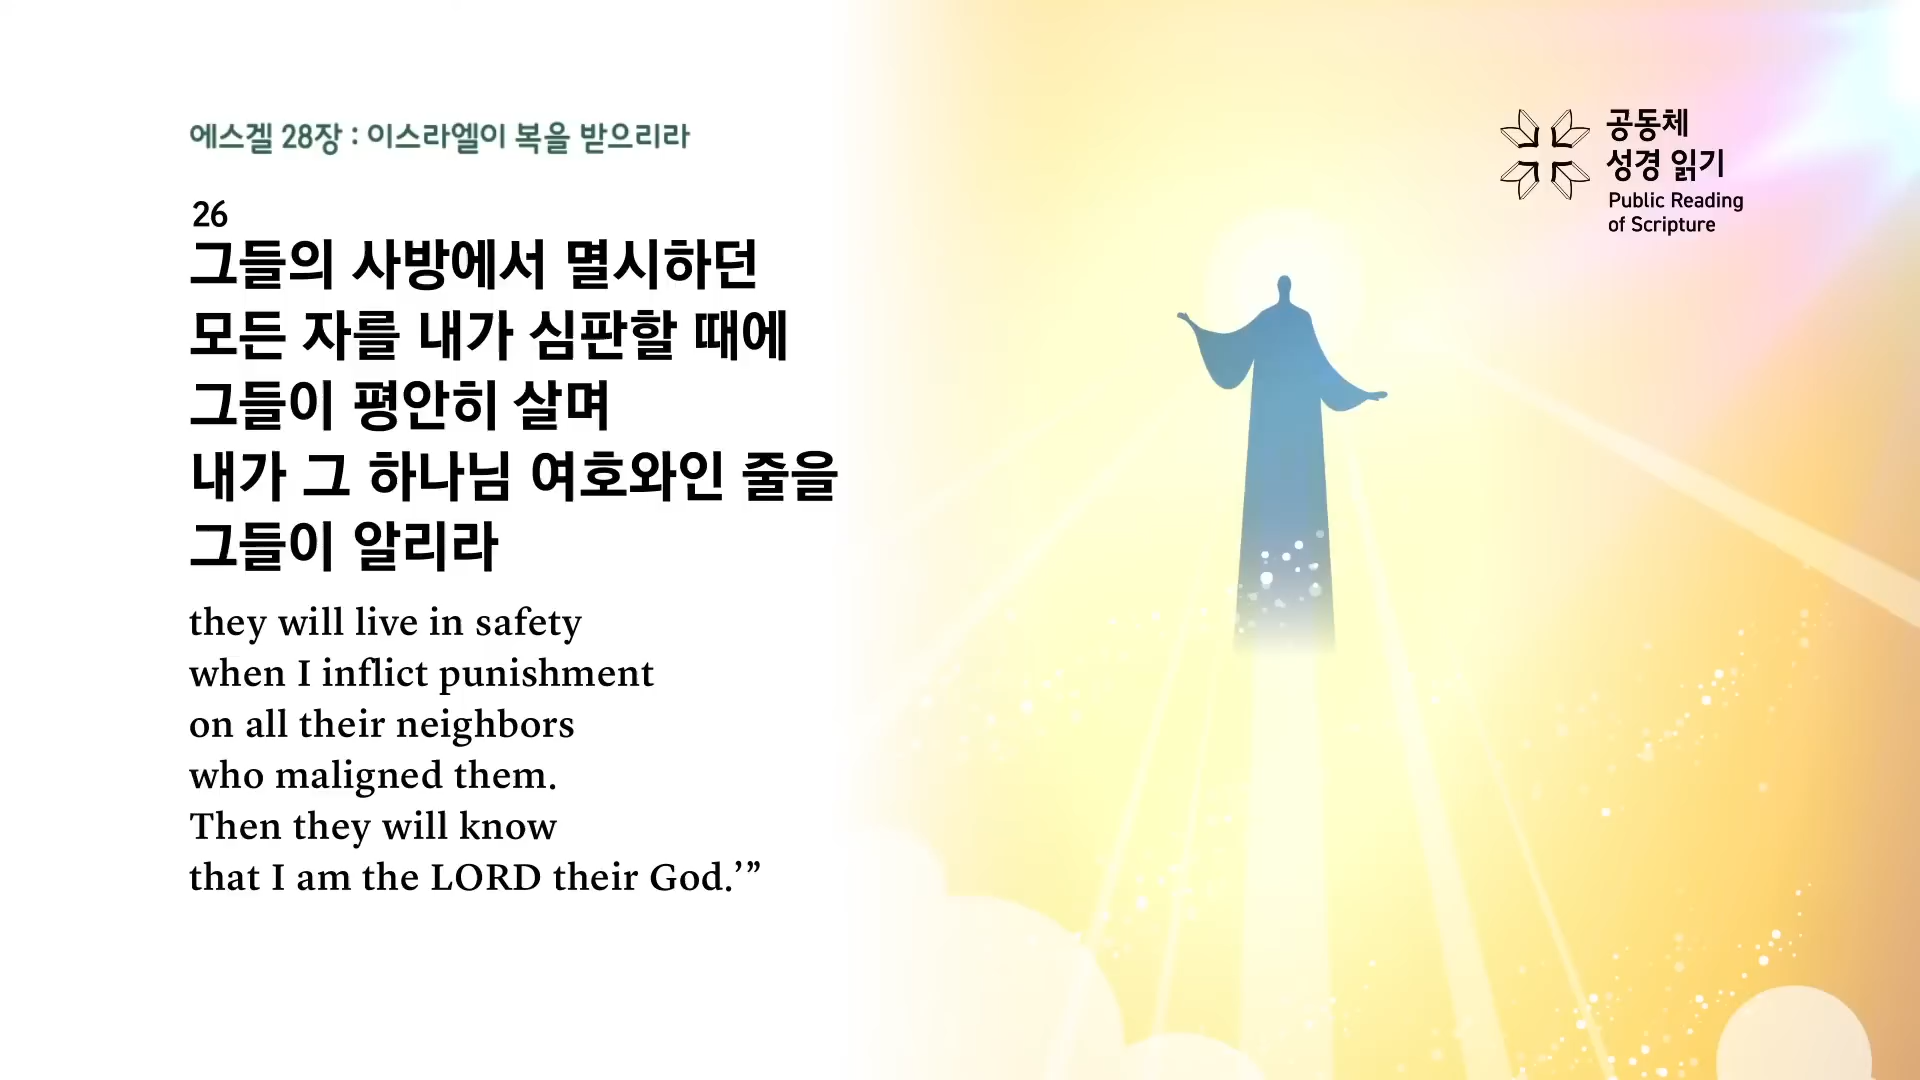 에스겔 28장 : 이스라엘이 복을 받으리라
26
그들의 사방에서 멸시하던
모든 자를 내가 심판할 때에
그들이 평안히 살며
내가 그 하나님 여호와인 줄을
그들이 알리라
they will live in safety
when I inflict punishment
on all their neighbors
who maligned them.
Then they will know
that I am the LORD their God.’”
공동체
성경 읽기
Public Reading
of Scripture